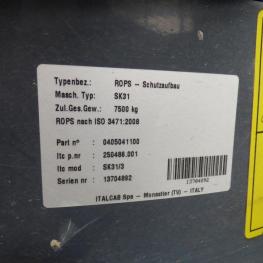 Typenbez.: ROPS - Schutzaufbau
Masch. Typ: SK31
Zul.Ges.Gew.: 7500 kg
ROPS nach ISO 3471:2008
Part n° : 0405041100
Itc p.nr : 250486.001
Itc mod : SK31/3
Serien nr : 13704892
13704892
ITALCAB Spa - Monastier (TV) - ITALY